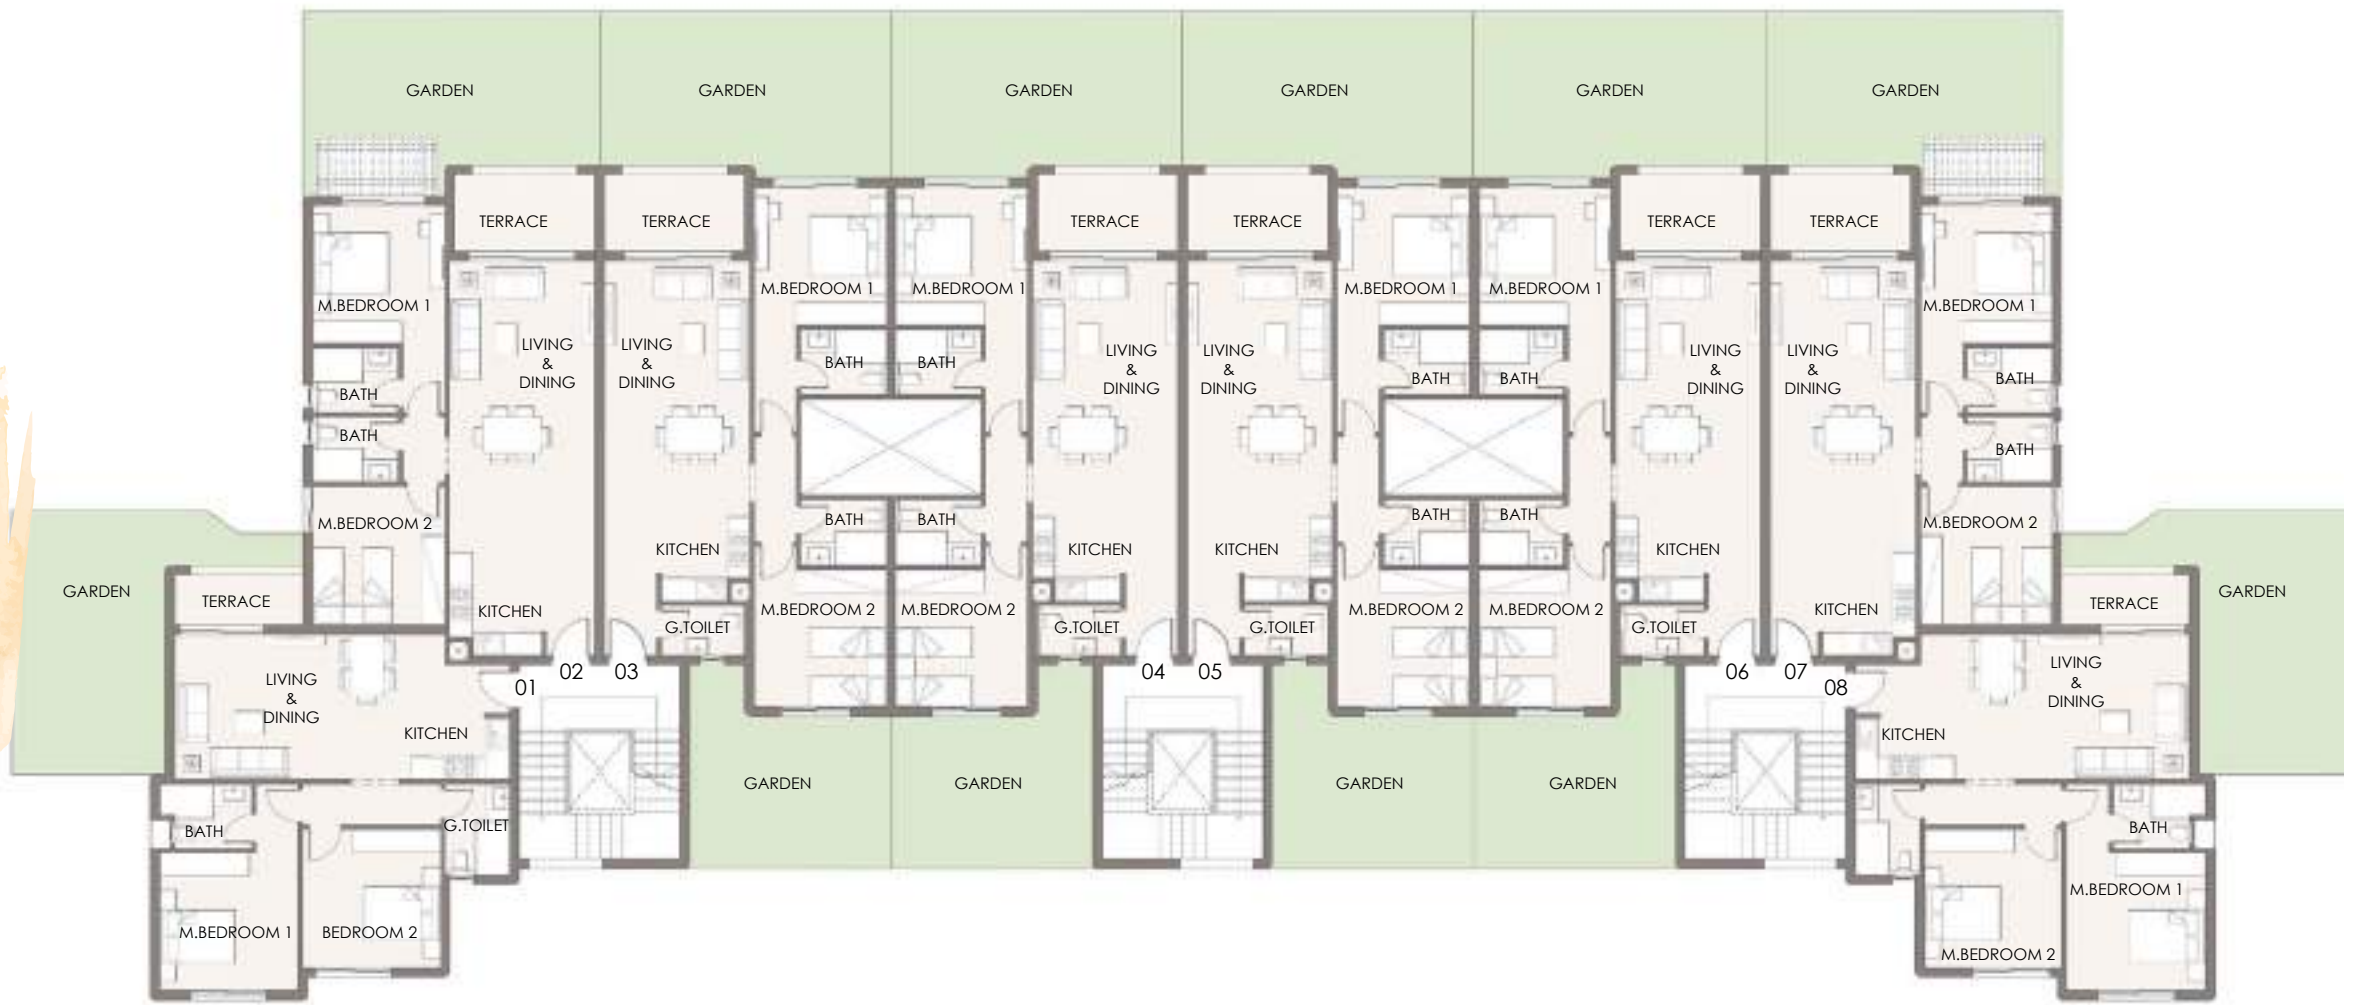 GARDEN
GARDEN
GARDEN
GARDEN
GARDEN
GARDEN
TERRACE
TERRACE
TERRACE
TERRACE
TERRACE
TERRACE
M.BEDROOM 1
M.BEDROOM 1
M.BEDROOM 1
M.BEDROOM 1
M.BEDROOM 1
M.BEDROOM 1
LIVING
&
DINING
LIVING
&
DINING
LIVING
&
DINING
LIVING
&
DINING
LIVING
&
DINING
LIVING
&
DINING
BATH
BATH
BATH
BATH
BATH
BATH
BATH
BATH
BATH
BATH
BATH
BATH
M.BEDROOM 2
KITCHEN
KITCHEN
KITCHEN
KITCHEN
M.BEDROOM 2
GARDEN
TERRACE
KITCHEN
G.TOILET
M.BEDROOM 2
M.BEDROOM 2
G.TOILET
G.TOILET
M.BEDROOM 2
M.BEDROOM 2
G.TOILET
KITCHEN
TERRACE
GARDEN
01
02
03
04
05
06
07
08
LIVING
&
DINING
KITCHEN
LIVING
&
DINING
KITCHEN
GARDEN
GARDEN
GARDEN
GARDEN
BATH
G.TOILET
BATH
M.BEDROOM 1
BEDROOM 2
M.BEDROOM 1
M.BEDROOM 2